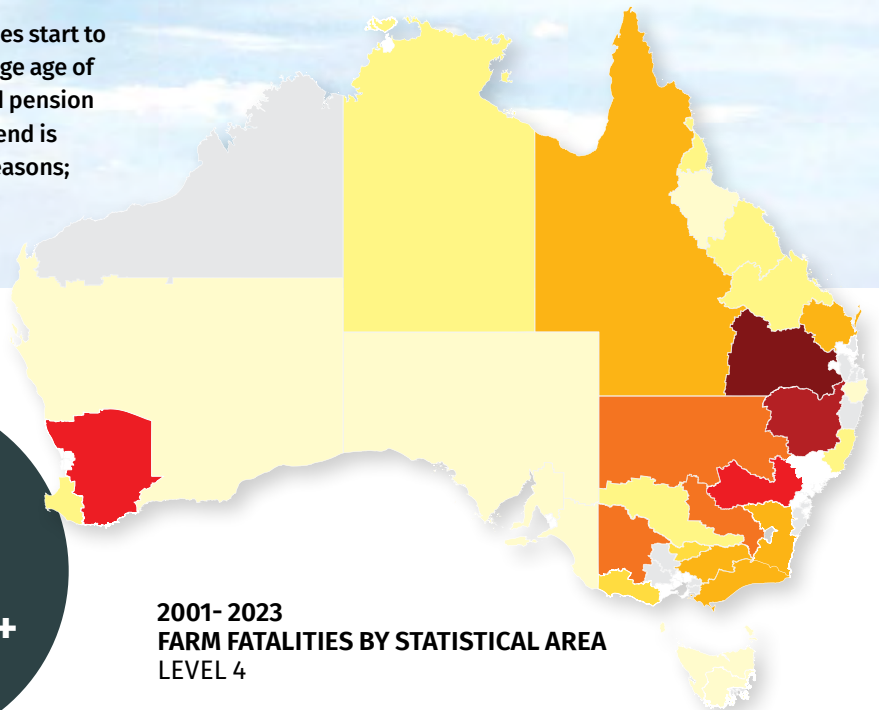 es start to
ge age of
pension
end is
easons;
+
2001- 2023
FARM FATALITIES BY STATISTICAL AREA
LEVEL 4